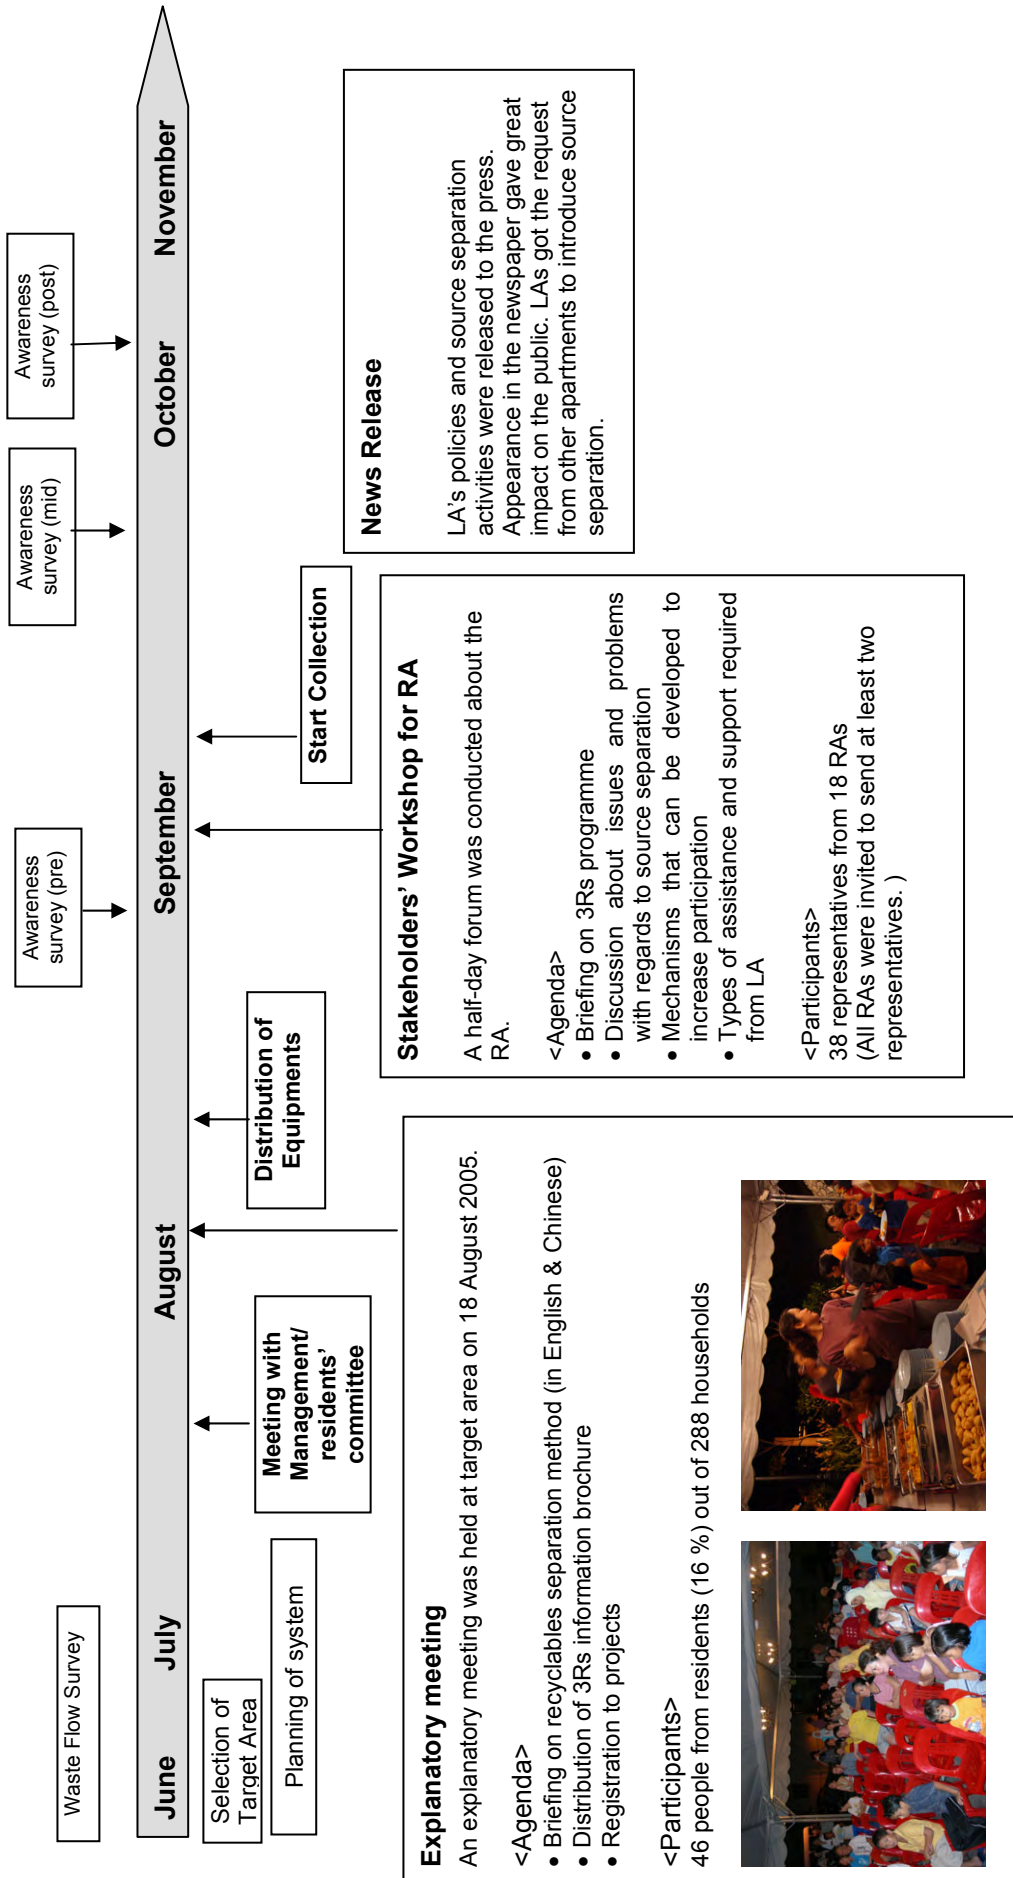 Waste Flow Survey
Awareness
survey (pre)
Awareness
survey (mid)
Awareness
survey (post)
June July August September October November
Selection of
Target Area
Planning of system
Meeting with
Management/
residents'
committee
Distribution of
Equipments
Start Collection
Explanatory meeting
An explanatory meeting was held at target area on 18 August 2005.
<Agenda>
• Briefing on recyclables separation method (in English & Chinese)
• Distribution of 3Rs information brochure
• Registration to projects
<Participants>
46 people from residents (16 %) out of 288 households
Stakeholders' Workshop for RA
A half-day forum was conducted about the
RA.
<Agenda>
• Briefing on 3Rs programme
• Discussion about issues and problems
with regards to source separation
• Mechanisms that can be developed to
increase participation
• Types of assistance and support required
from LA
<Participants>
38 representatives from 18 RAs
(All RAs were invited to send at least two
representatives. )
News Release
LA's policies and source separation
activities were released to the press.
Appearance in the newspaper gave great
impact on the public. LAs got the request
from other apartments to introduce source
separation.